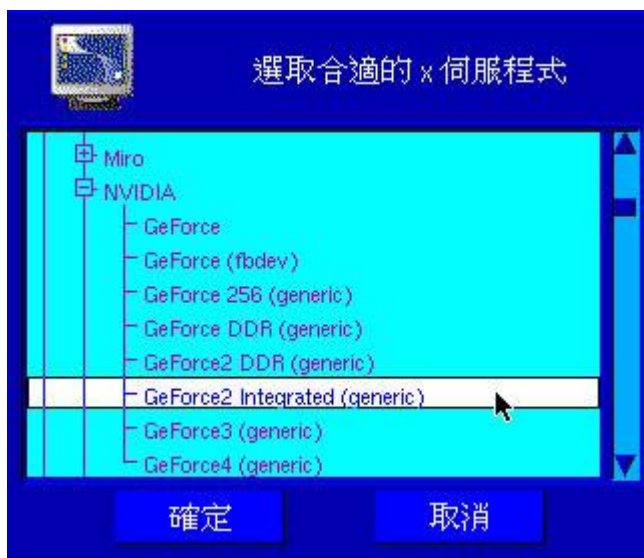 選取合適的 x 伺服程式
Miro
NVIDIA
GeForce
GeForce (fbdev)
GeForce 256 (generic)
GeForce DDR (generic)
GeForce2 DDR (generic)
GeForce2 Integrated (generic)
GeForce3 (generic)
GeForce4 (generic)
確定 取消